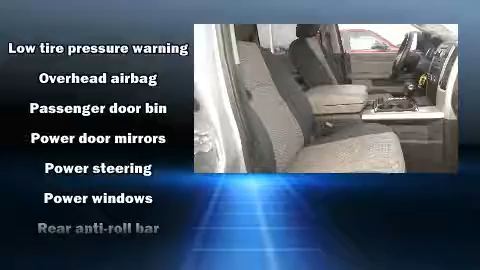 Low tire pressure warning
Overhead airbag
Passenger door bin
Power door mirrors
Power steering
Power windows
Rear anti-roll bar